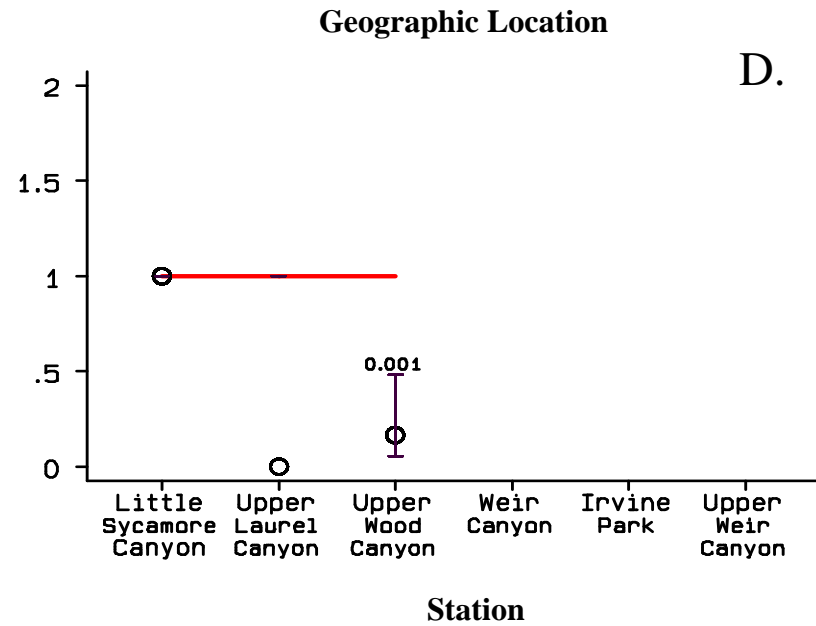 Geographic Location
D.
2
1.5
1
.5
0
0.001
Little Sycamore Canyon
Upper Laurel Canyon
Upper Wood Canyon
Weir Canyon
Irvine Park
Upper Weir Canyon
Station